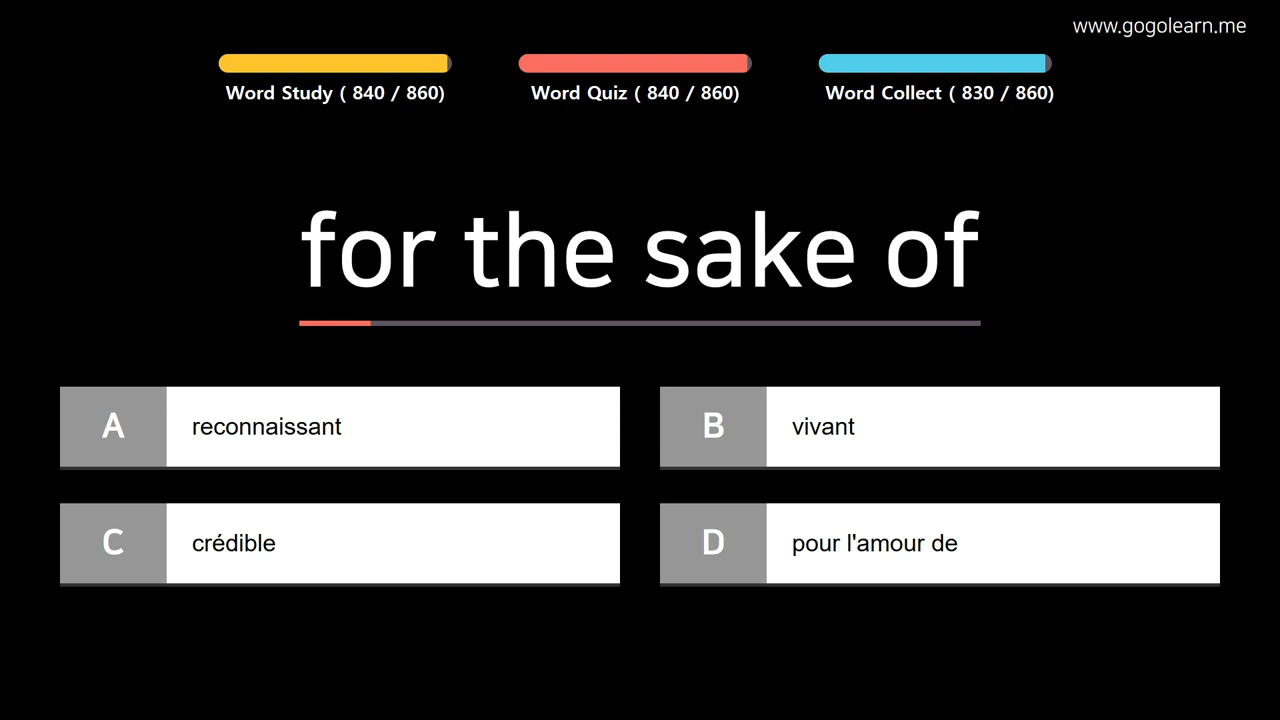 www.gogolearn.me
Word Study ( 840 / 860)
Word Quiz ( 840 / 860)
Word Collect ( 830 / 860)
for the sake of
A
reconnaissant
B
vivant
C
crédible
D
pour l'amour de